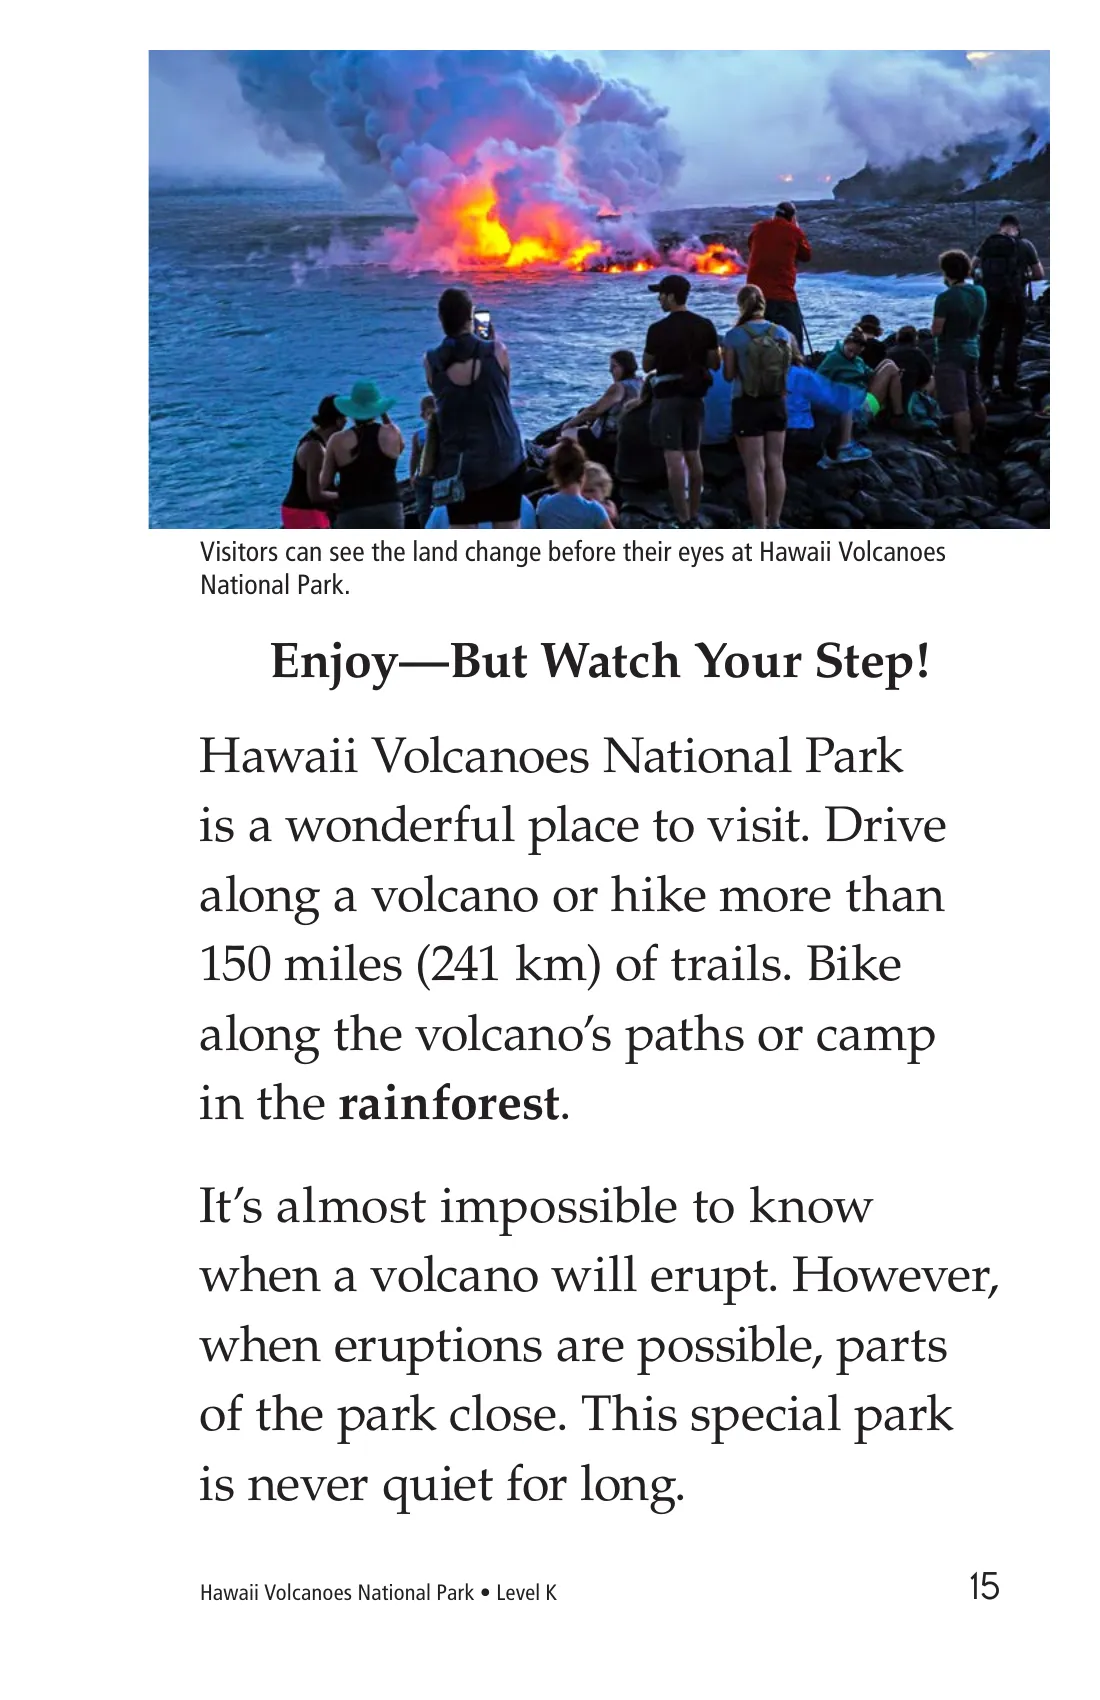 Visitors can see the land change before their eyes at Hawaii Volcanoes
National Park.
Enjoy—But Watch Your Step!
Hawaii Volcanoes National Park
is a wonderful place to visit. Drive
along a volcano or hike more than
150 miles (241 km) of trails. Bike
along the volcano’s paths or camp
in the rainforest.
It’s almost impossible to know
when a volcano will erupt. However,
when eruptions are possible, parts
of the park close. This special park
is never quiet for long.
Hawaii Volcanoes National Park • Level K
15